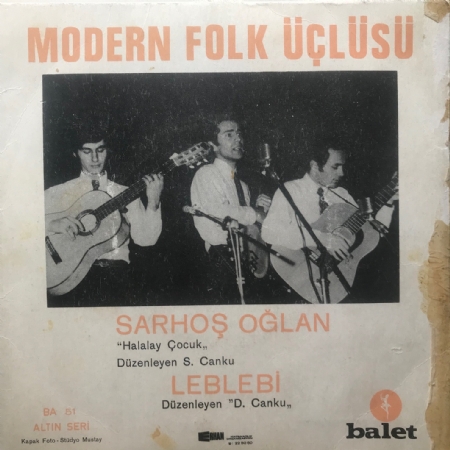 MODERN FOLK ÜÇLÜSÜ
SARHOŞ OĞLAN
"Halalay Çocuk„
Düzenleyen S. Canku
LEBLEBİ
Düzenleyen "D. Canku„
BA 
ALTIN SERİ
Kapak Foto - Stüdyo Maslay
balet